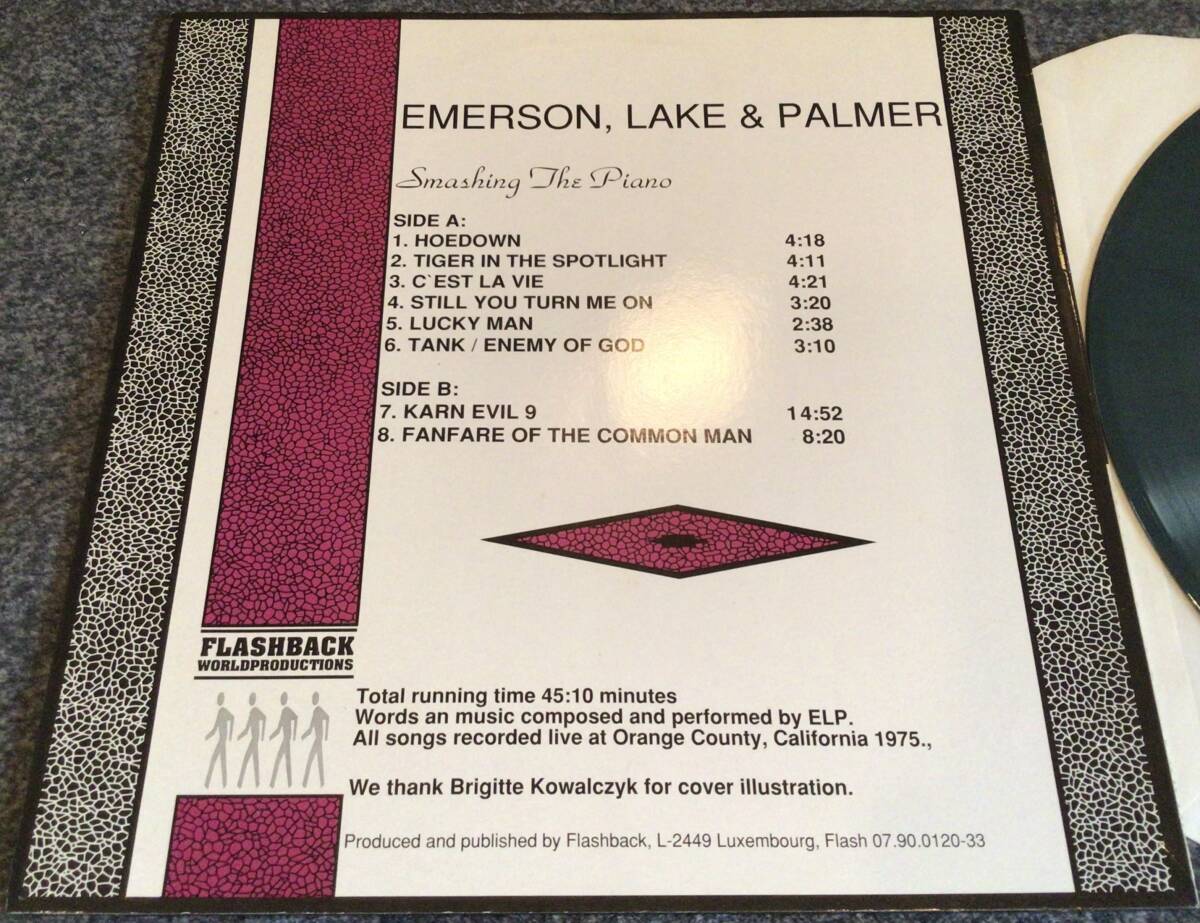 EMERSON, LAKE & PALMER
Smashing The Piano
SIDE A:
1. HOEDOWN 4:18
2. TIGER IN THE SPOTLIGHT 4:11
3. C`EST LA VIE 4:21
4. STILL YOU TURN ME ON 3:20
5. LUCKY MAN 2:38
6. TANK / ENEMY OF GOD 3:10
SIDE B:
7. KARN EVIL 9 14:52
8. FANFARE OF THE COMMON MAN 8:20
FLASHBACK
WORLDPRODUCTIONS
Total running time 45:10 minutes
Words an music composed and performed by ELP.
All songs recorded live at Orange County, California 1975.,
We thank Brigitte Kowalczyk for cover illustration.
Produced and published by Flashback, L-2449 Luxembourg, Flash 07.90.0120-33